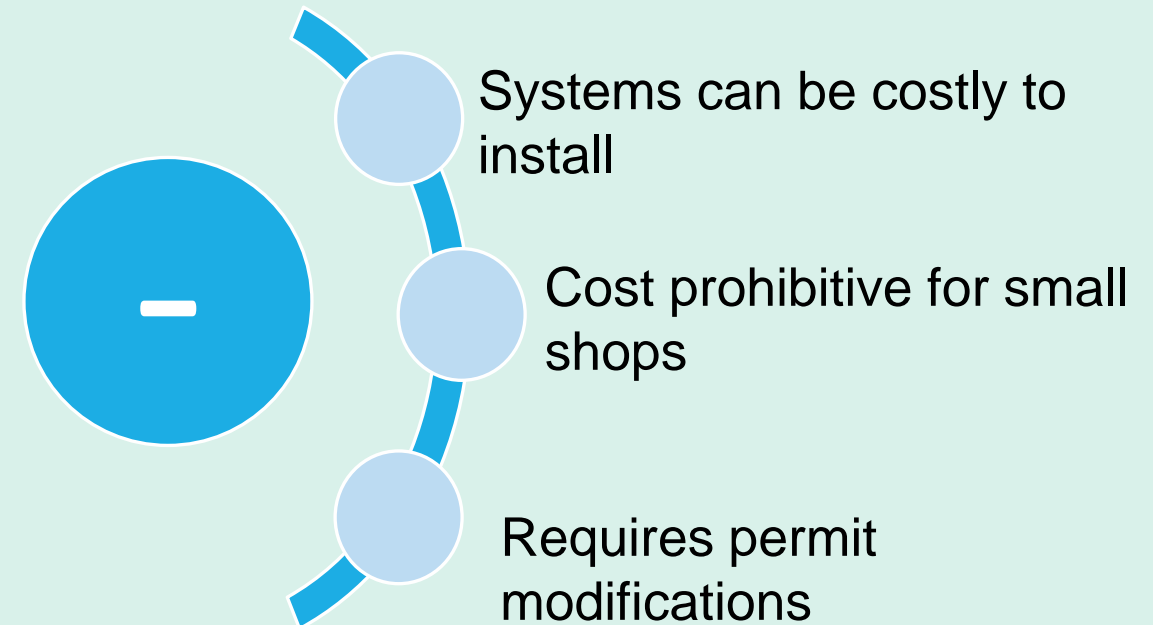 -
Systems can be costly to
install
Cost prohibitive for small
shops
Requires permit
modifications